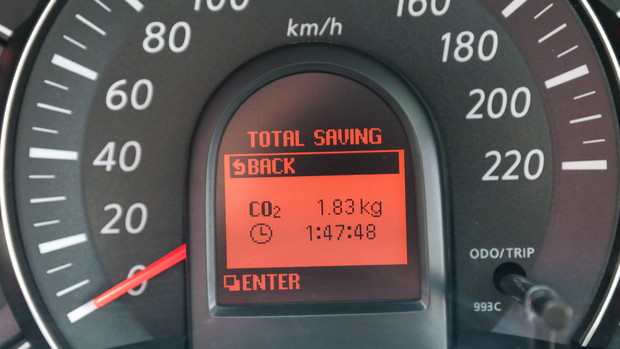 km/h
80
100
160
180
60
200
40
220
20
0
TOTAL SAVING
BACK
CO₂ 1.83 kg
1:47:48
ENTER
ODO/TRIP
993C